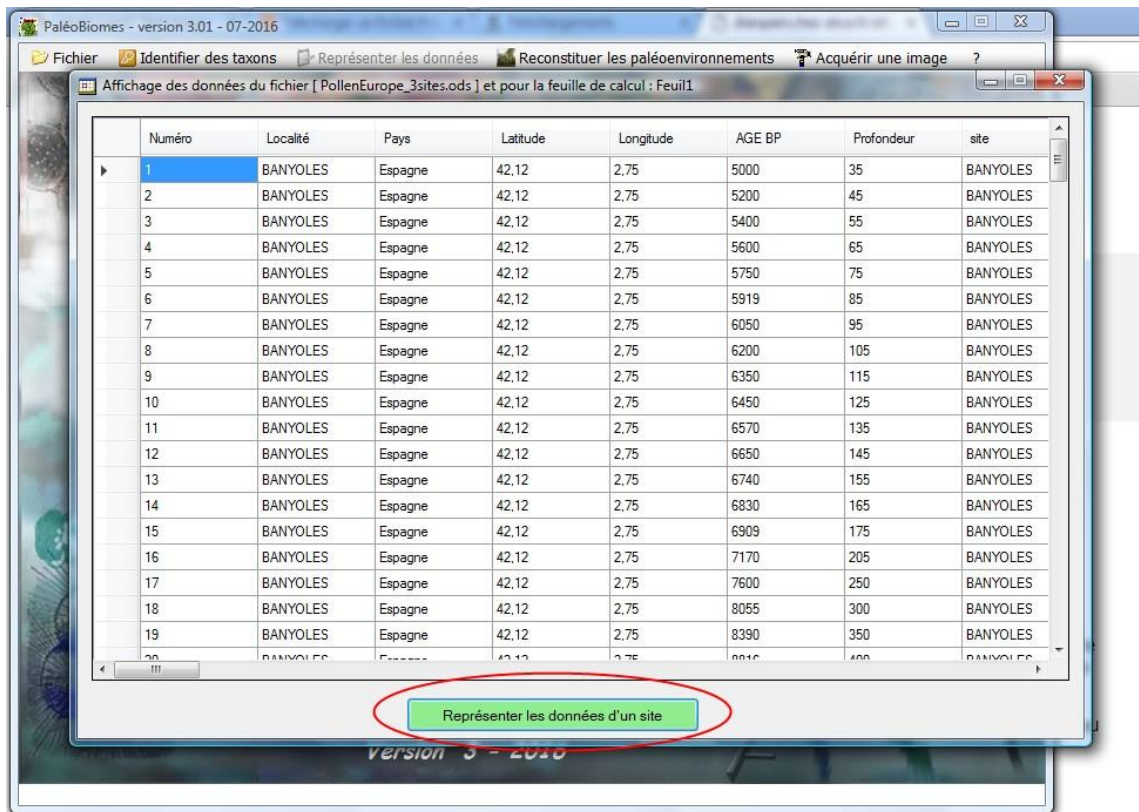 PaléoBiomes - version 3.01 - 07-2016
Fichier Identifier des taxons Représenter les données Reconstituer les paléoenvironnements Acquérir une image ?
Affichage des données du fichier [ PollenEurope_3sites.ods ] et pour la feuille de calcul : Feuil1
Numéro Localité Pays Latitude Longitude AGE BP Profondeur site
1 BANYOLES Espagne 42,12 2,75 5000 35 BANYOLES
2 BANYOLES Espagne 42,12 2,75 5200 45 BANYOLES
3 BANYOLES Espagne 42,12 2,75 5400 55 BANYOLES
4 BANYOLES Espagne 42,12 2,75 5600 65 BANYOLES
5 BANYOLES Espagne 42,12 2,75 5750 75 BANYOLES
6 BANYOLES Espagne 42,12 2,75 5919 85 BANYOLES
7 BANYOLES Espagne 42,12 2,75 6050 95 BANYOLES
8 BANYOLES Espagne 42,12 2,75 6200 105 BANYOLES
9 BANYOLES Espagne 42,12 2,75 6350 115 BANYOLES
10 BANYOLES Espagne 42,12 2,75 6450 125 BANYOLES
11 BANYOLES Espagne 42,12 2,75 6570 135 BANYOLES
12 BANYOLES Espagne 42,12 2,75 6650 145 BANYOLES
13 BANYOLES Espagne 42,12 2,75 6740 155 BANYOLES
14 BANYOLES Espagne 42,12 2,75 6830 165 BANYOLES
15 BANYOLES Espagne 42,12 2,75 6909 175 BANYOLES
16 BANYOLES Espagne 42,12 2,75 7170 205 BANYOLES
17 BANYOLES Espagne 42,12 2,75 7600 250 BANYOLES
18 BANYOLES Espagne 42,12 2,75 8055 300 BANYOLES
19 BANYOLES Espagne 42,12 2,75 8390 350 BANYOLES
Représenter les données d'un site
Version 3 - 2016